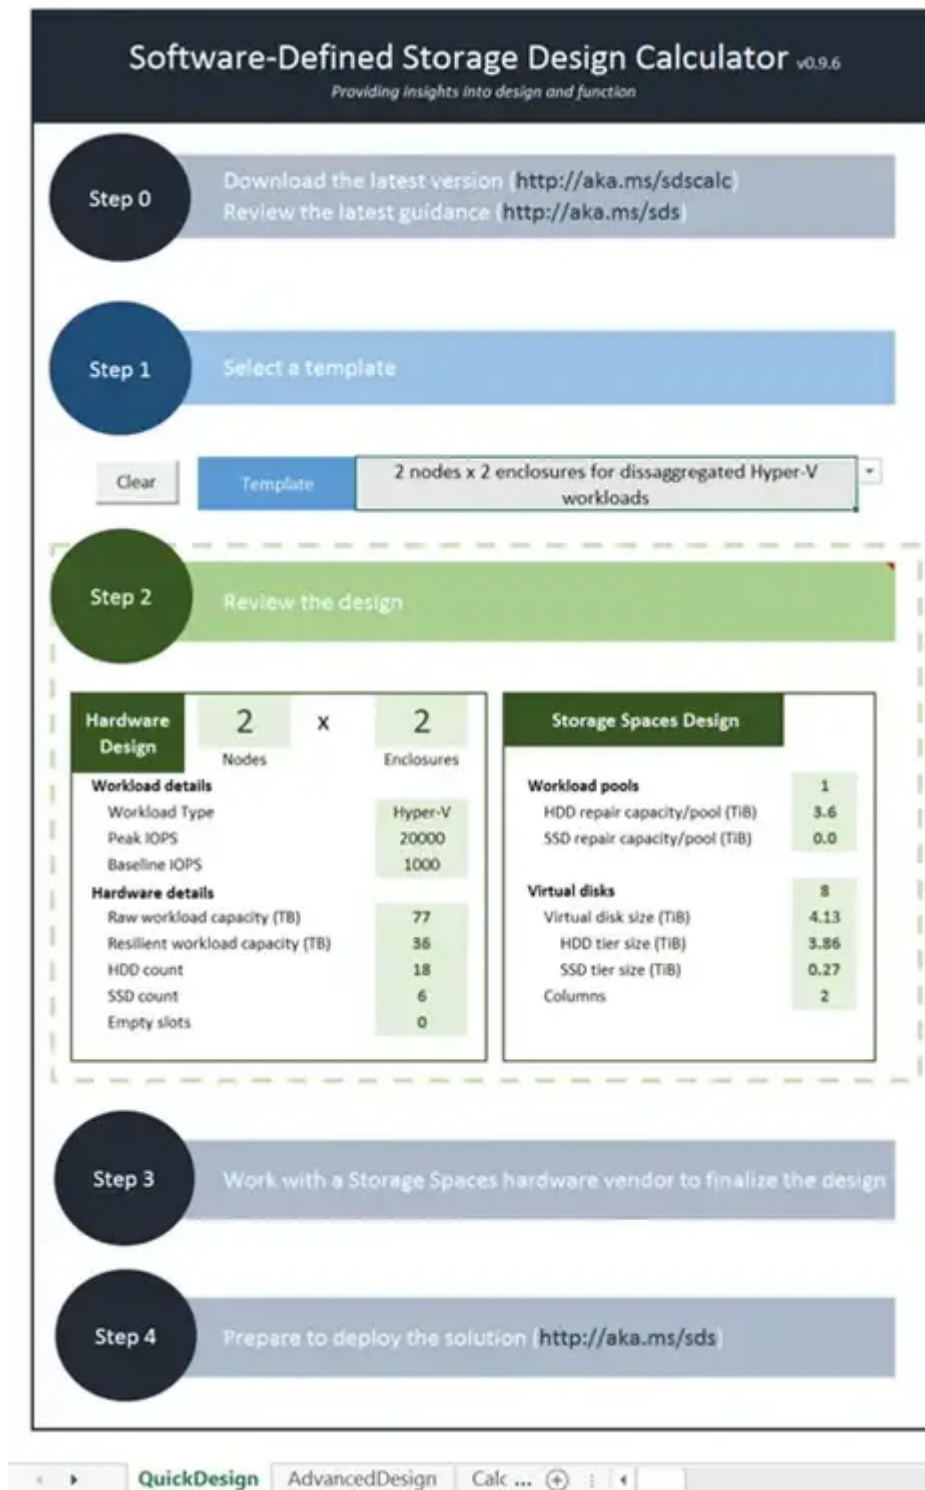 Software-Defined Storage Design Calculator v0.9.6
Providing insights into design and function
Step 0
Download the latest version (http://aka.ms/sdscalc)
Review the latest guidance (http://aka.ms/sds)
Step 1
Select a template
Clear
Template
2 nodes x 2 enclosures for dissaggregated Hyper-V
workloads
Step 2
Review the design
Hardware
Design
2 x 2
Nodes Enclosures
Workload details
Workload Type Hyper-V
Peak IOPS 20000
Baseline IOPS 1000
Hardware details
Raw workload capacity (TB) 77
Resilient workload capacity (TB) 36
HDD count 18
SSD count 6
Empty slots 0
Storage Spaces Design
Workload pools 1
HDD repair capacity/pool (TiB) 3.6
SSD repair capacity/pool (TiB) 0.0
Virtual disks 8
Virtual disk size (TiB) 4.13
HDD tier size (TiB) 3.86
SSD tier size (TiB) 0.27
Columns 2
Step 3
Work with a Storage Spaces hardware vendor to finalize the design
Step 4
Prepare to deploy the solution (http://aka.ms/sds)
QuickDesign AdvancedDesign Calc ...